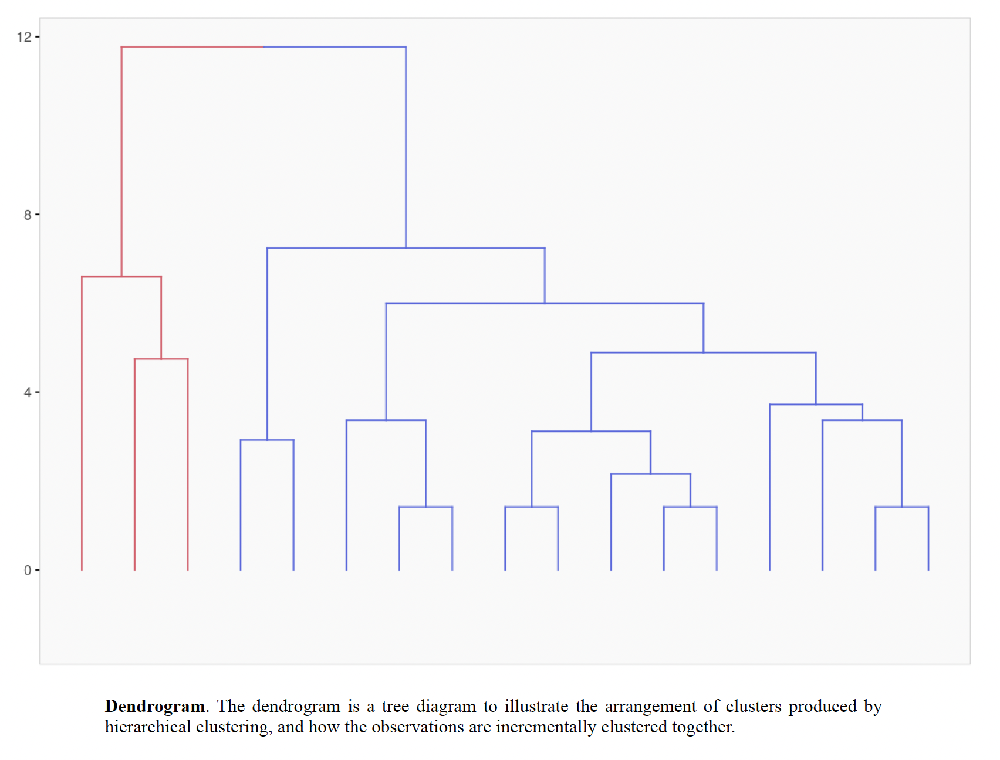 12
8
4
0
Dendrogram. The dendrogram is a tree diagram to illustrate the arrangement of clusters produced by
hierarchical clustering, and how the observations are incrementally clustered together.